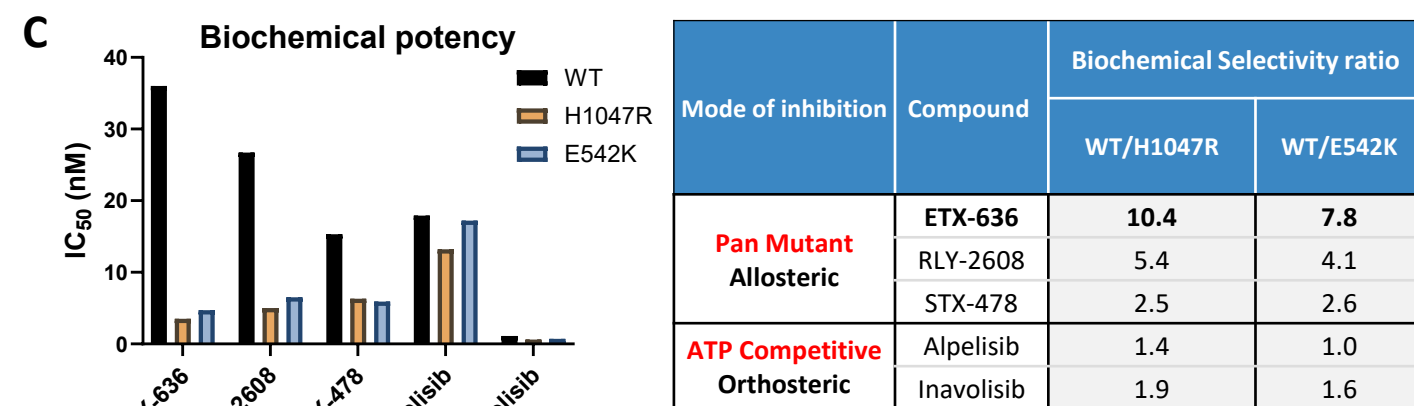 C
Biochemical potency
40
30
20
10
0
IC50 (nM)
WT
H1047R
E542K
-636
2608
-478
Mode of inhibition
Compound
Biochemical Selectivity ratio
WT/H1047R
WT/E542K
Pan Mutant
Allosteric
ETX-636 10.4 7.8
RLY-2608 5.4 4.1
STX-478 2.5 2.6
ATP Competitive
Orthosteric
Alpelisib 1.4 1.0
Inavolisib 1.9 1.6